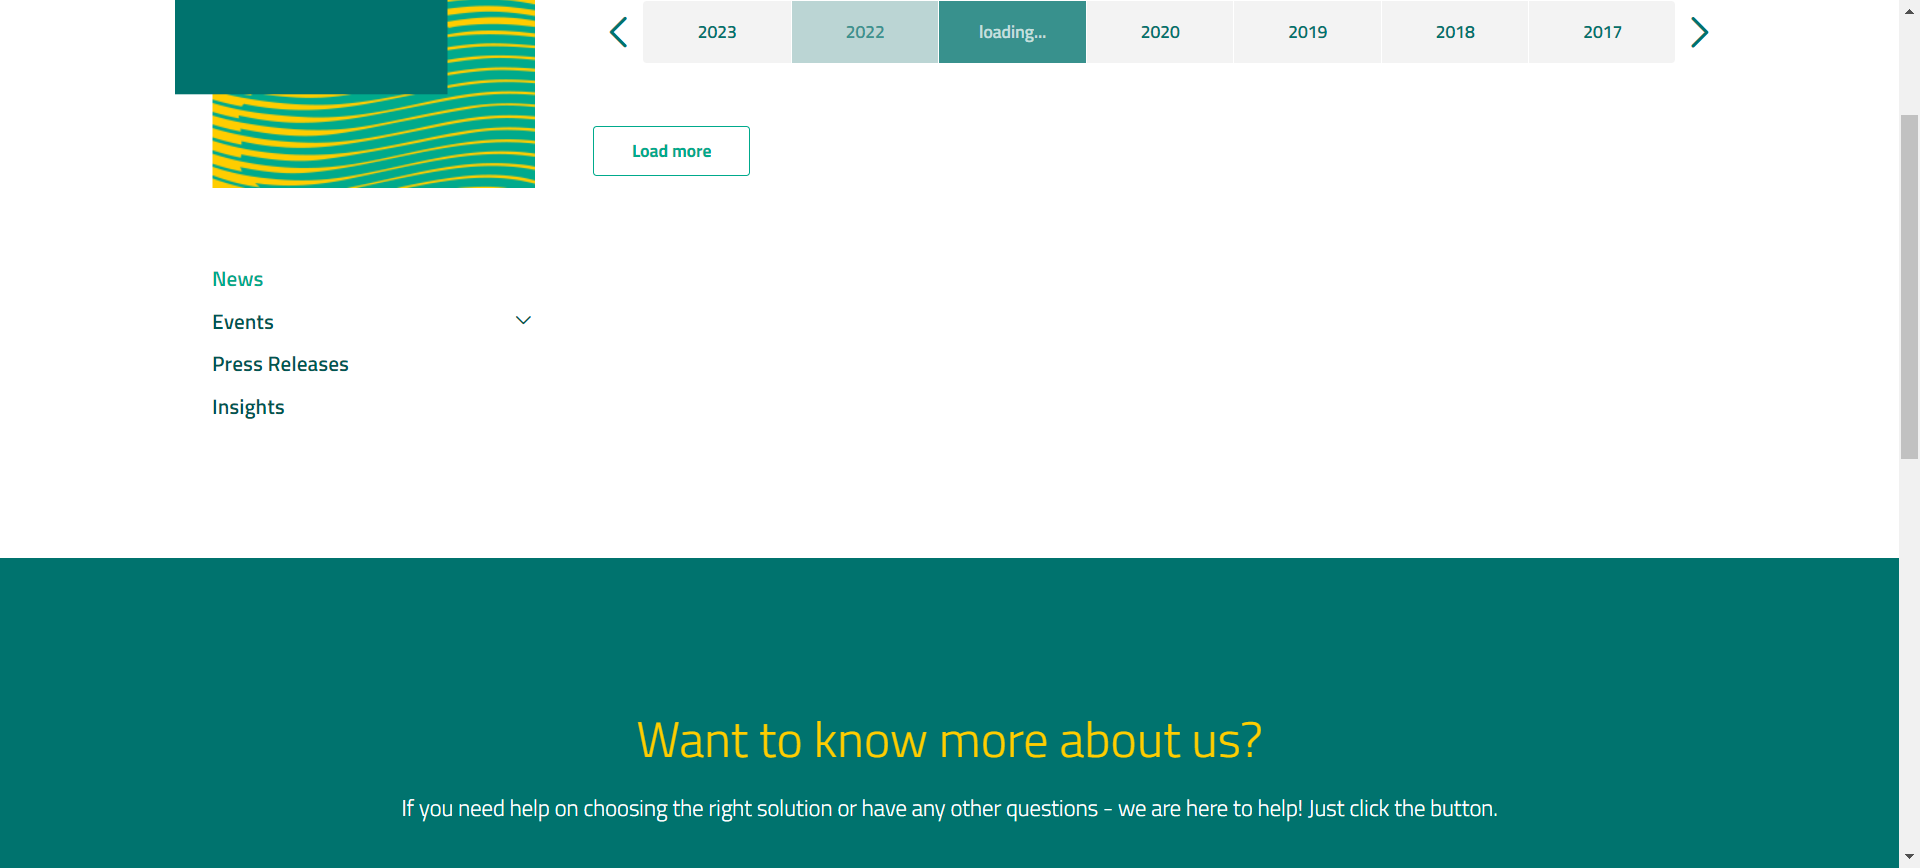 2023 2022 loading... 2020 2019 2018 2017
Load more
News
Events
Press Releases
Insights
Want to know more about us?
If you need help on choosing the right solution or have any other questions - we are here to help! Just click the button.